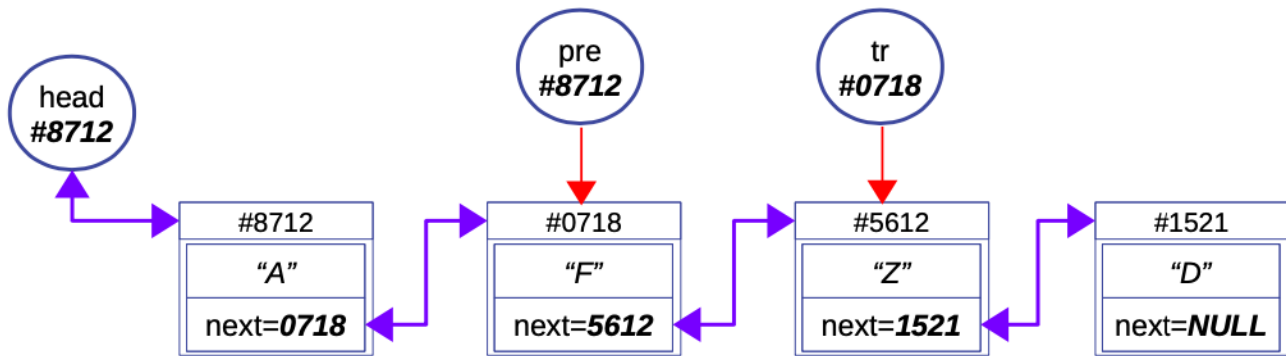 head
#8712
pre
#8712
tr
#0718
#8712
“A”
next=0718
#0718
“F”
next=5612
#5612
“Z”
next=1521
#1521
“D”
next=NULL